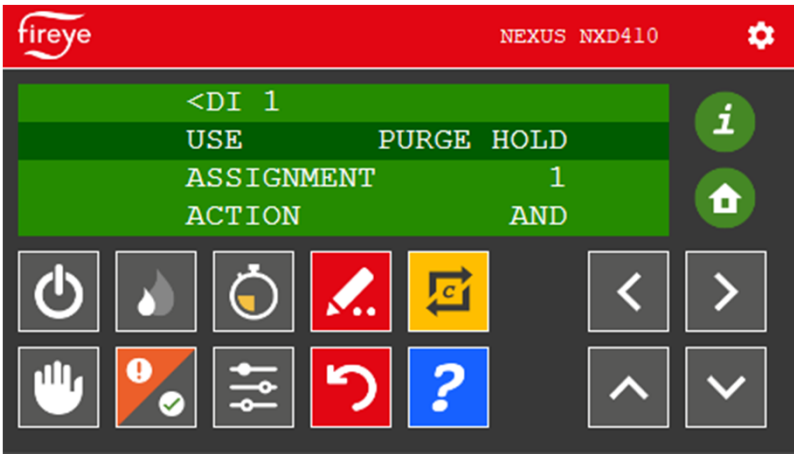 fireye
NEXUS NXD410
<DI 1
USE PURGE HOLD
ASSIGNMENT 1
ACTION AND
i
C
?